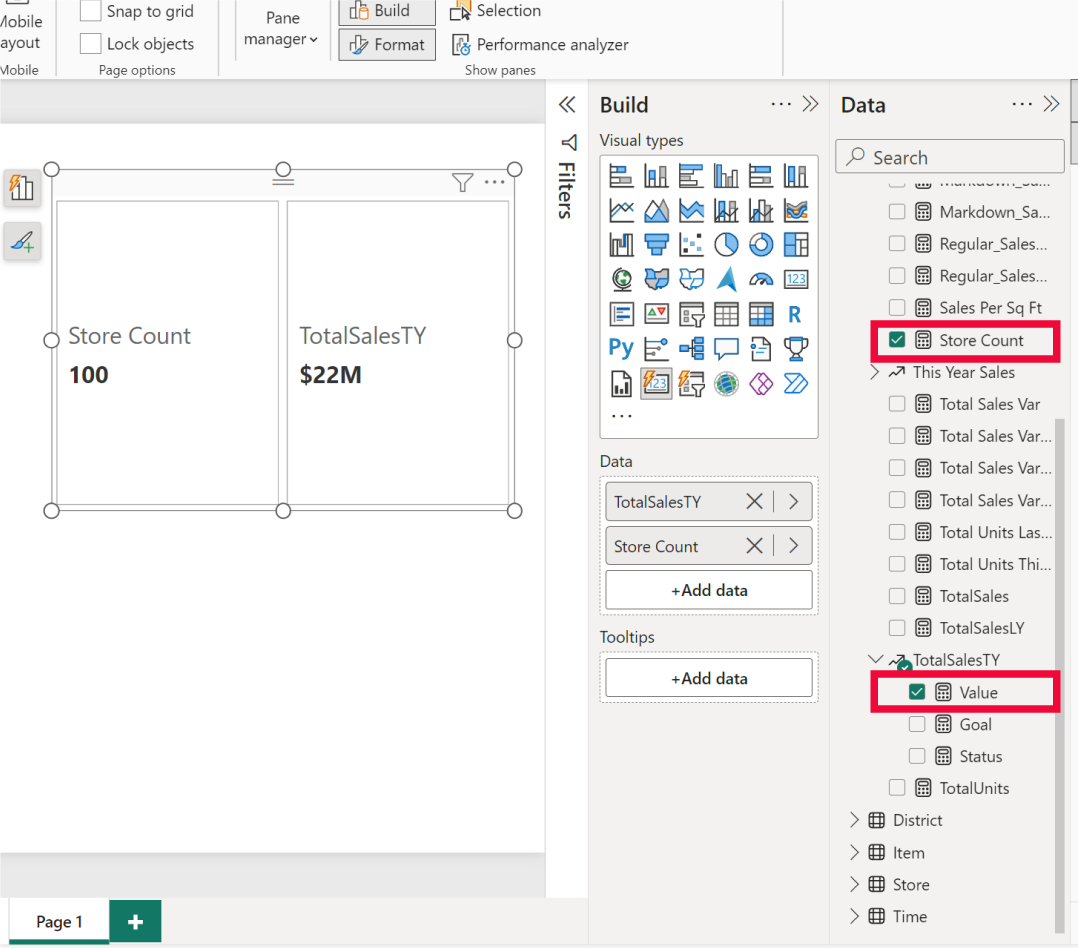 Mobile
ayout
Mobile
Snap to grid
Lock objects
Page options
Pane
manager
Build
Format
Selection
Performance analyzer
Show panes
Store Count
100
TotalSalesTY
$22M
Filters
Build
Visual types
123
R
Py
123
Data
TotalSalesTY
Store Count
+Add data
Tooltips
+Add data
Data
Search
Markdown_Sa...
Markdown_Sa...
Regular_Sales...
Regular_Sales...
Sales Per Sq Ft
Store Count
This Year Sales
Total Sales Var
Total Sales Var...
Total Sales Var...
Total Sales Var...
Total Units Las...
Total Units Thi...
TotalSales
TotalSalesLY
TotalSalesTY
Value
Goal
Status
TotalUnits
District
Item
Store
Time
Page 1